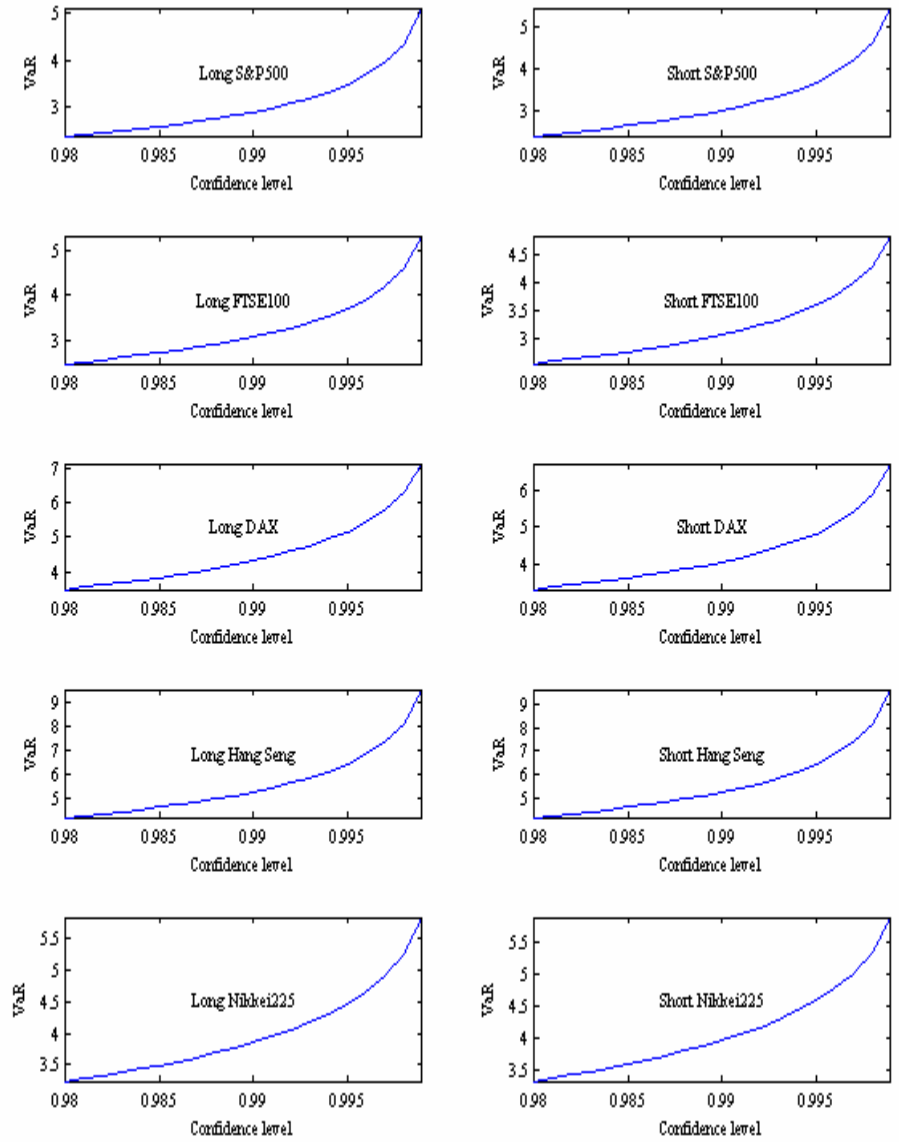 5
4
3
VaR
Long S&P500
0.98 0.985 0.99 0.995
Confidence level
5
4
3
VaR
Short S&P500
0.98 0.985 0.99 0.995
Confidence level
5
4
3
VaR
Long FTSE100
0.98 0.985 0.99 0.995
Confidence level
4.5
4
3.5
3
VaR
Short FTSE100
0.98 0.985 0.99 0.995
Confidence level
7
6
5
4
VaR
Long DAX
0.98 0.985 0.99 0.995
Confidence level
6
5
4
VaR
Short DAX
0.98 0.985 0.99 0.995
Confidence level
9
8
7
6
5
VaR
Long Hang Seng
0.98 0.985 0.99 0.995
Confidence level
9
8
7
6
5
VaR
Short Hang Seng
0.98 0.985 0.99 0.995
Confidence level
5.5
5
4.5
4
3.5
VaR
Long Nikkei225
0.98 0.985 0.99 0.995
Confidence level
5.5
5
4.5
4
3.5
VaR
Short Nikkei225
0.98 0.985 0.99 0.995
Confidence level